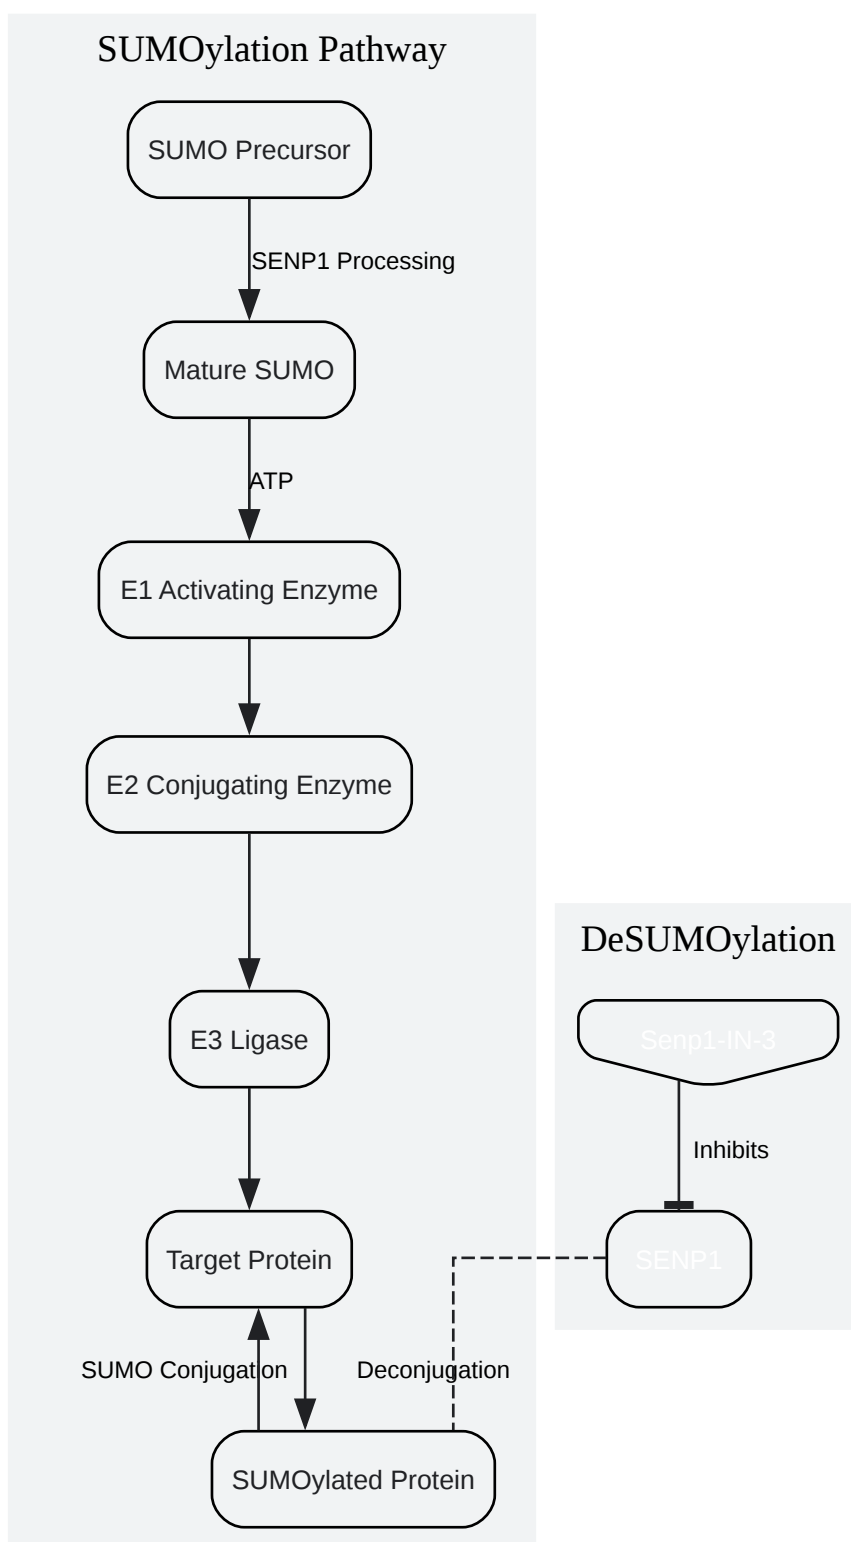 SUMOylation Pathway
SUMO Precursor
SENP1 Processing
Mature SUMO
ATP
E1 Activating Enzyme
E2 Conjugating Enzyme
DeSUMOylation
E3 Ligase
Senp1-IN-3
Inhibits
Target Protein
SENP1
SUMO Conjugation
Deconjugation
SUMOylated Protein